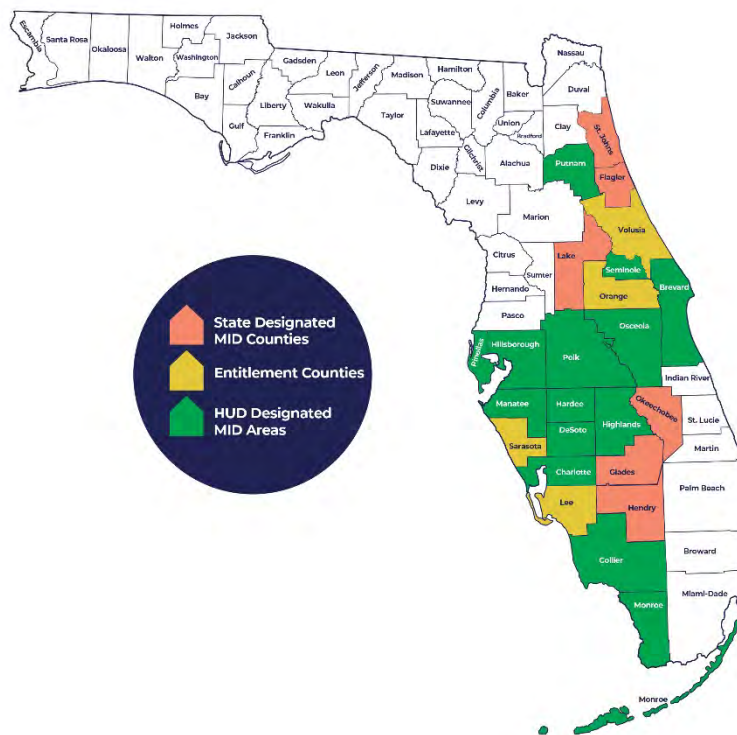 Escambia
Santa Rosa
Okaloosa
Walton
Holmes
Washington
Jackson
Bay
Calhoun
Gulf
Gadsden
Liberty
Franklin
Leon
Wakulla
Jefferson
Madison
Taylor
Hamilton
Suwannee
Lafayette
Dixie
Columbia
Gilchrist
Baker
Union
Bradford
Alachua
Levy
Nassau
Duval
Clay
St. Johns
Putnam
Flagler
Marion
Volusia
Citrus
Sumter
Lake
Seminole
Hernando
Orange
Brevard
Pasco
Osceola
Pinellas
Hillsborough
Polk
Indian River
Manatee
Hardee
Okeechobee
St. Lucie
Sarasota
DeSoto
Highlands
Martin
Charlotte
Glades
Palm Beach
Lee
Hendry
Collier
Broward
Monroe
Miami-Dade
Monroe
State Designated
MID Counties
Entitlement Counties
HUD Designated
MID Areas